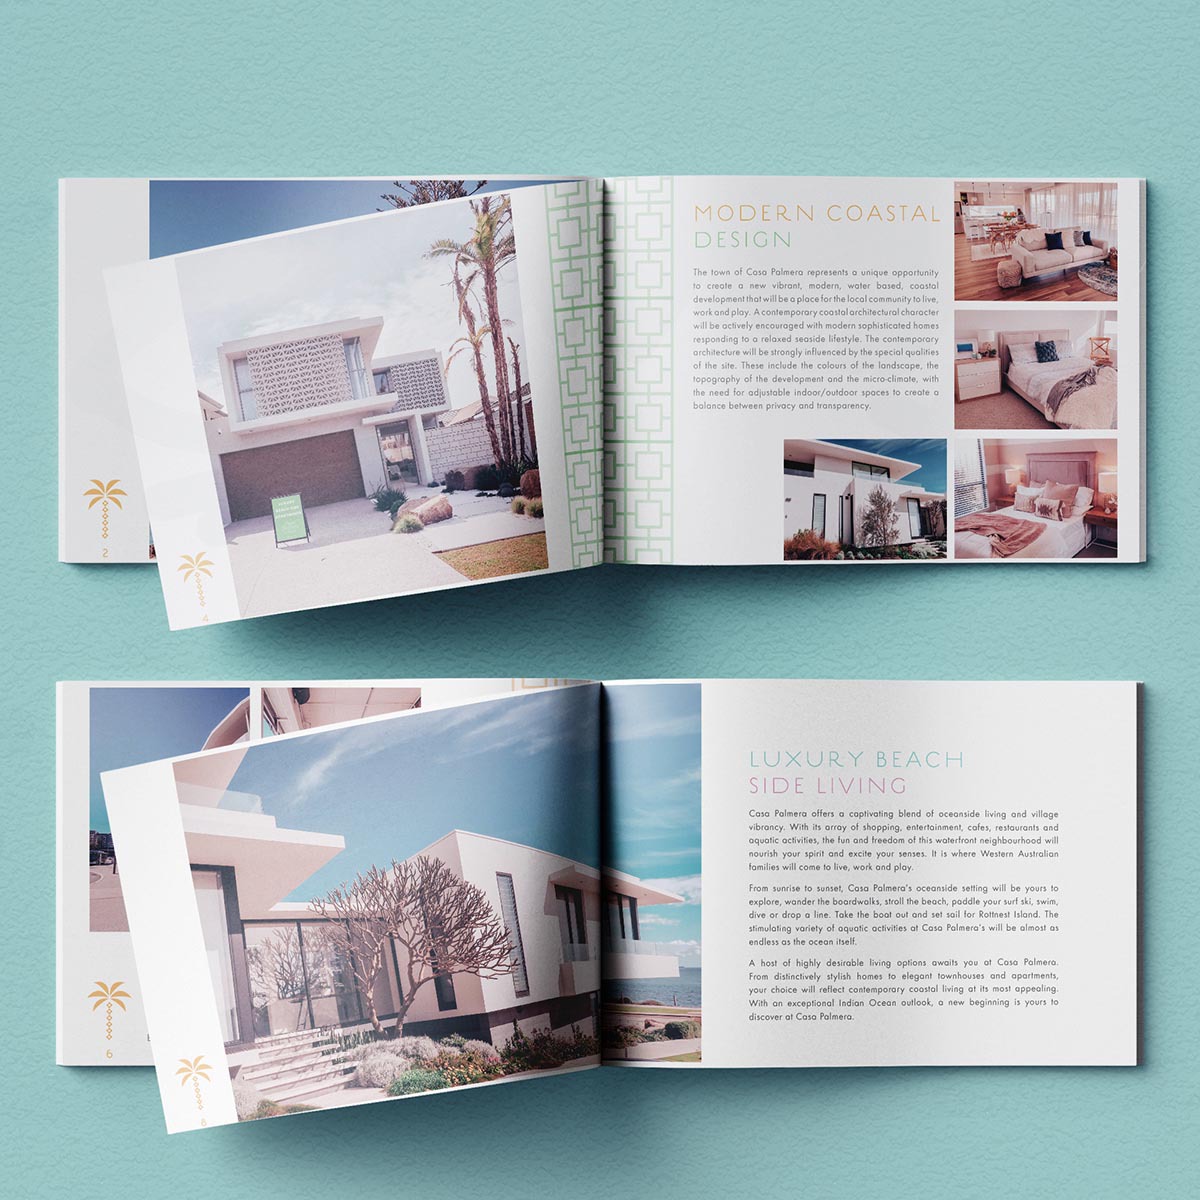 MODERN COASTAL
DESIGN
The town of Casa Palmera represents a unique opportunity
to create a new vibrant, modern, water based, coastal
development that will be a place for the local community to live,
work and play. A contemporary coastal architectural character
will be actively encouraged with modern sophisticated homes
responding to a relaxed seaside lifestyle. The contemporary
architecture will be strongly influenced by the special qualities
of the site. These include the colours of the landscape, the
topography of the development and the micro-climate, with
the need for adjustable indoor/outdoor spaces to create a
balance between privacy and transparency.
2
4
LUXURY BEACH
SIDE LIVING
Casa Palmera offers a captivating blend of oceanside living and village
vibrancy. With its array of shopping, entertainment, cafes, restaurants and
aquatic activities, the fun and freedom of this waterfront neighbourhood will
nourish your spirit and excite your senses. It is where Western Australian
families will come to live, work and play.
From sunrise to sunset, Casa Palmera's oceanside setting will be yours to
explore, wander the boardwalks, stroll the beach, paddle your surf ski, swim,
dive or drop a line. Take the boat out and set sail for Rottnest Island. The
stimulating variety of aquatic activities at Casa Palmera's will be almost as
endless as the ocean itself.
A host of highly desirable living options awaits you at Casa Palmera.
From distinctively stylish homes to elegant townhouses and apartments,
your choice will reflect contemporary coastal living at its most appealing.
With an exceptional Indian Ocean outlook, a new beginning is yours to
discover at Casa Palmera.
6
8